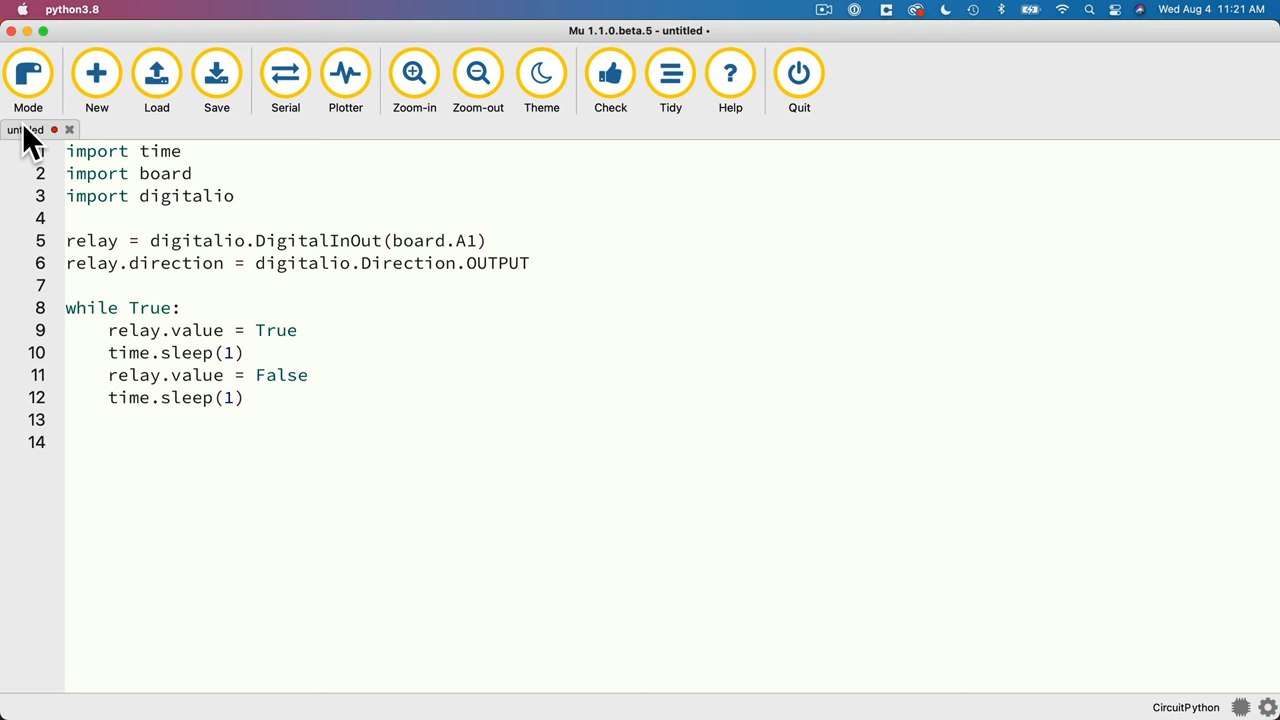 python3.8
Wed Aug 4 11:21 AM
Mu 1.1.0.beta.5 - untitled •
Mode
New
Load
Save
Serial
Plotter
Zoom-in
Zoom-out
Theme
Check
Tidy
?
Help
Quit
import time
2 import board
3 import digitalio
4
5 relay = digitalio.DigitalInOut(board.A1)
6 relay.direction = digitalio.Direction.OUTPUT
7
8 while True:
9 relay.value = True
10 time.sleep(1)
11 relay.value = False
12 time.sleep(1)
13
14
CircuitPython